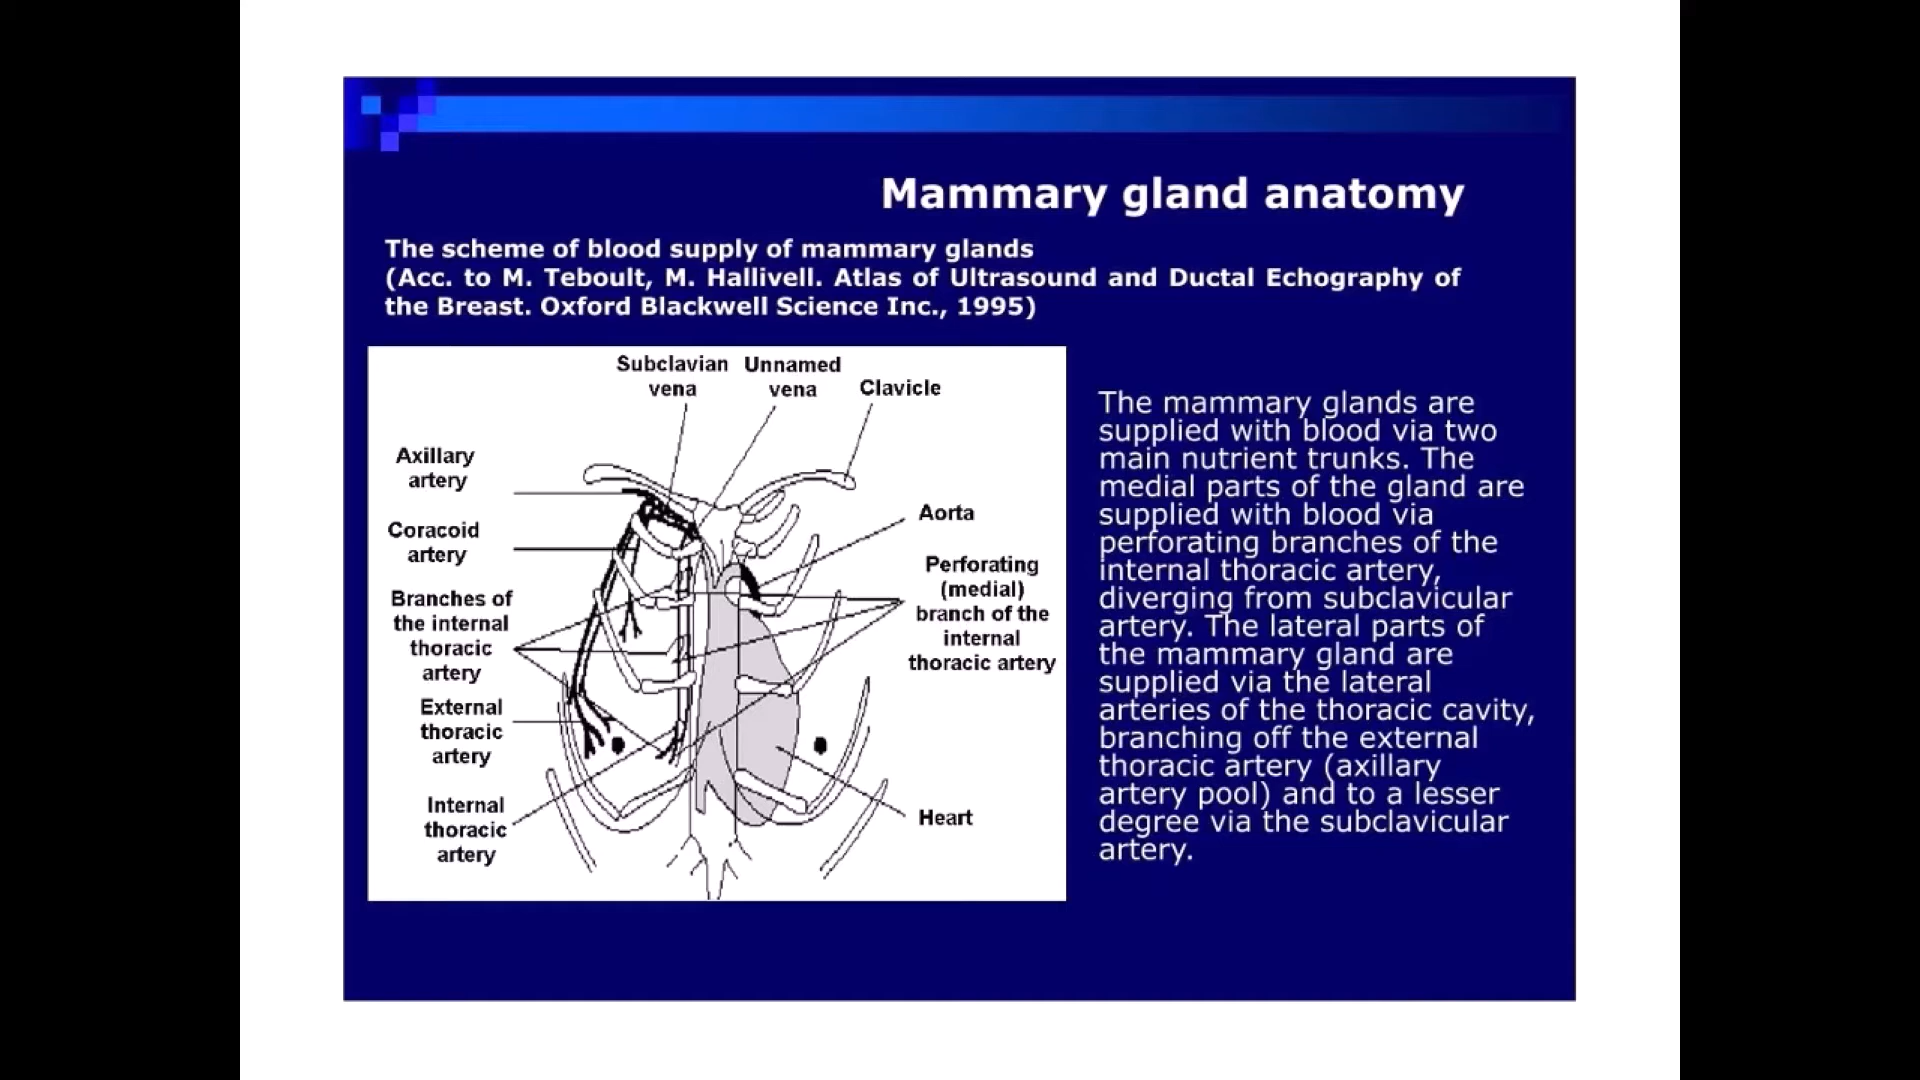 Mammary gland anatomy
The scheme of blood supply of mammary glands
(Acc. to M. Teboult, M. Hallivell. Atlas of Ultrasound and Ductal Echography of
the Breast. Oxford Blackwell Science Inc., 1995)
Subclavian
vena
Unnamed
vena
Clavicle
Axillary
artery
Coracoid
artery
Branches of
the internal
thoracic
artery
External
thoracic
artery
Internal
thoracic
artery
Aorta
Perforating
(medial)
branch of the
internal
thoracic artery
Heart
The mammary glands are
supplied with blood via two
main nutrient trunks. The
medial parts of the gland are
supplied with blood via
perforating branches of the
internal thoracic artery,
diverging from subclavicular
artery. The lateral parts of
the mammary gland are
supplied via the lateral
arteries of the thoracic cavity,
branching off the external
thoracic artery (axillary
artery pool) and to a lesser
degree via the subclavicular
artery.